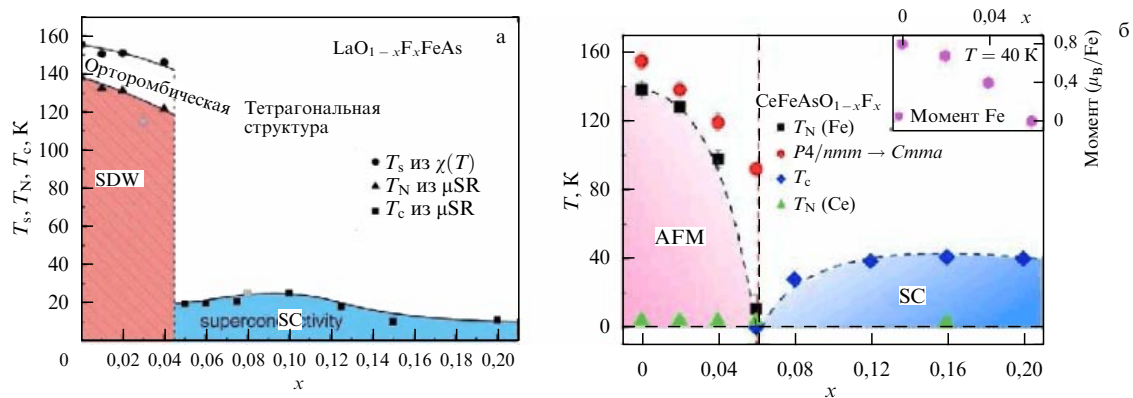 а
LaO1 – xFxFeAs
160
140
120
100
80
60
40
20
0
Ts, TN, Tc, К
Орторомбическая
Тетрагональная
структура
SDW
Ts из χ(T)
TN из μSR
Tc из μSR
superconductivity
SC
0,02
0,04
0,06
0,08
0,10
0,12
0,14
0,16
0,18
0,20
x
б
0
0,04
x
T = 40 К
Момент Fe
0,8
0,4
0
Момент (μB/Fe)
160
120
80
40
0
T, К
CeFeAsO1 – xFx
TN (Fe)
P4/nmm → Cmma
Tc
TN (Ce)
AFM
SC
0
0,04
0,08
0,12
0,16
0,20
x